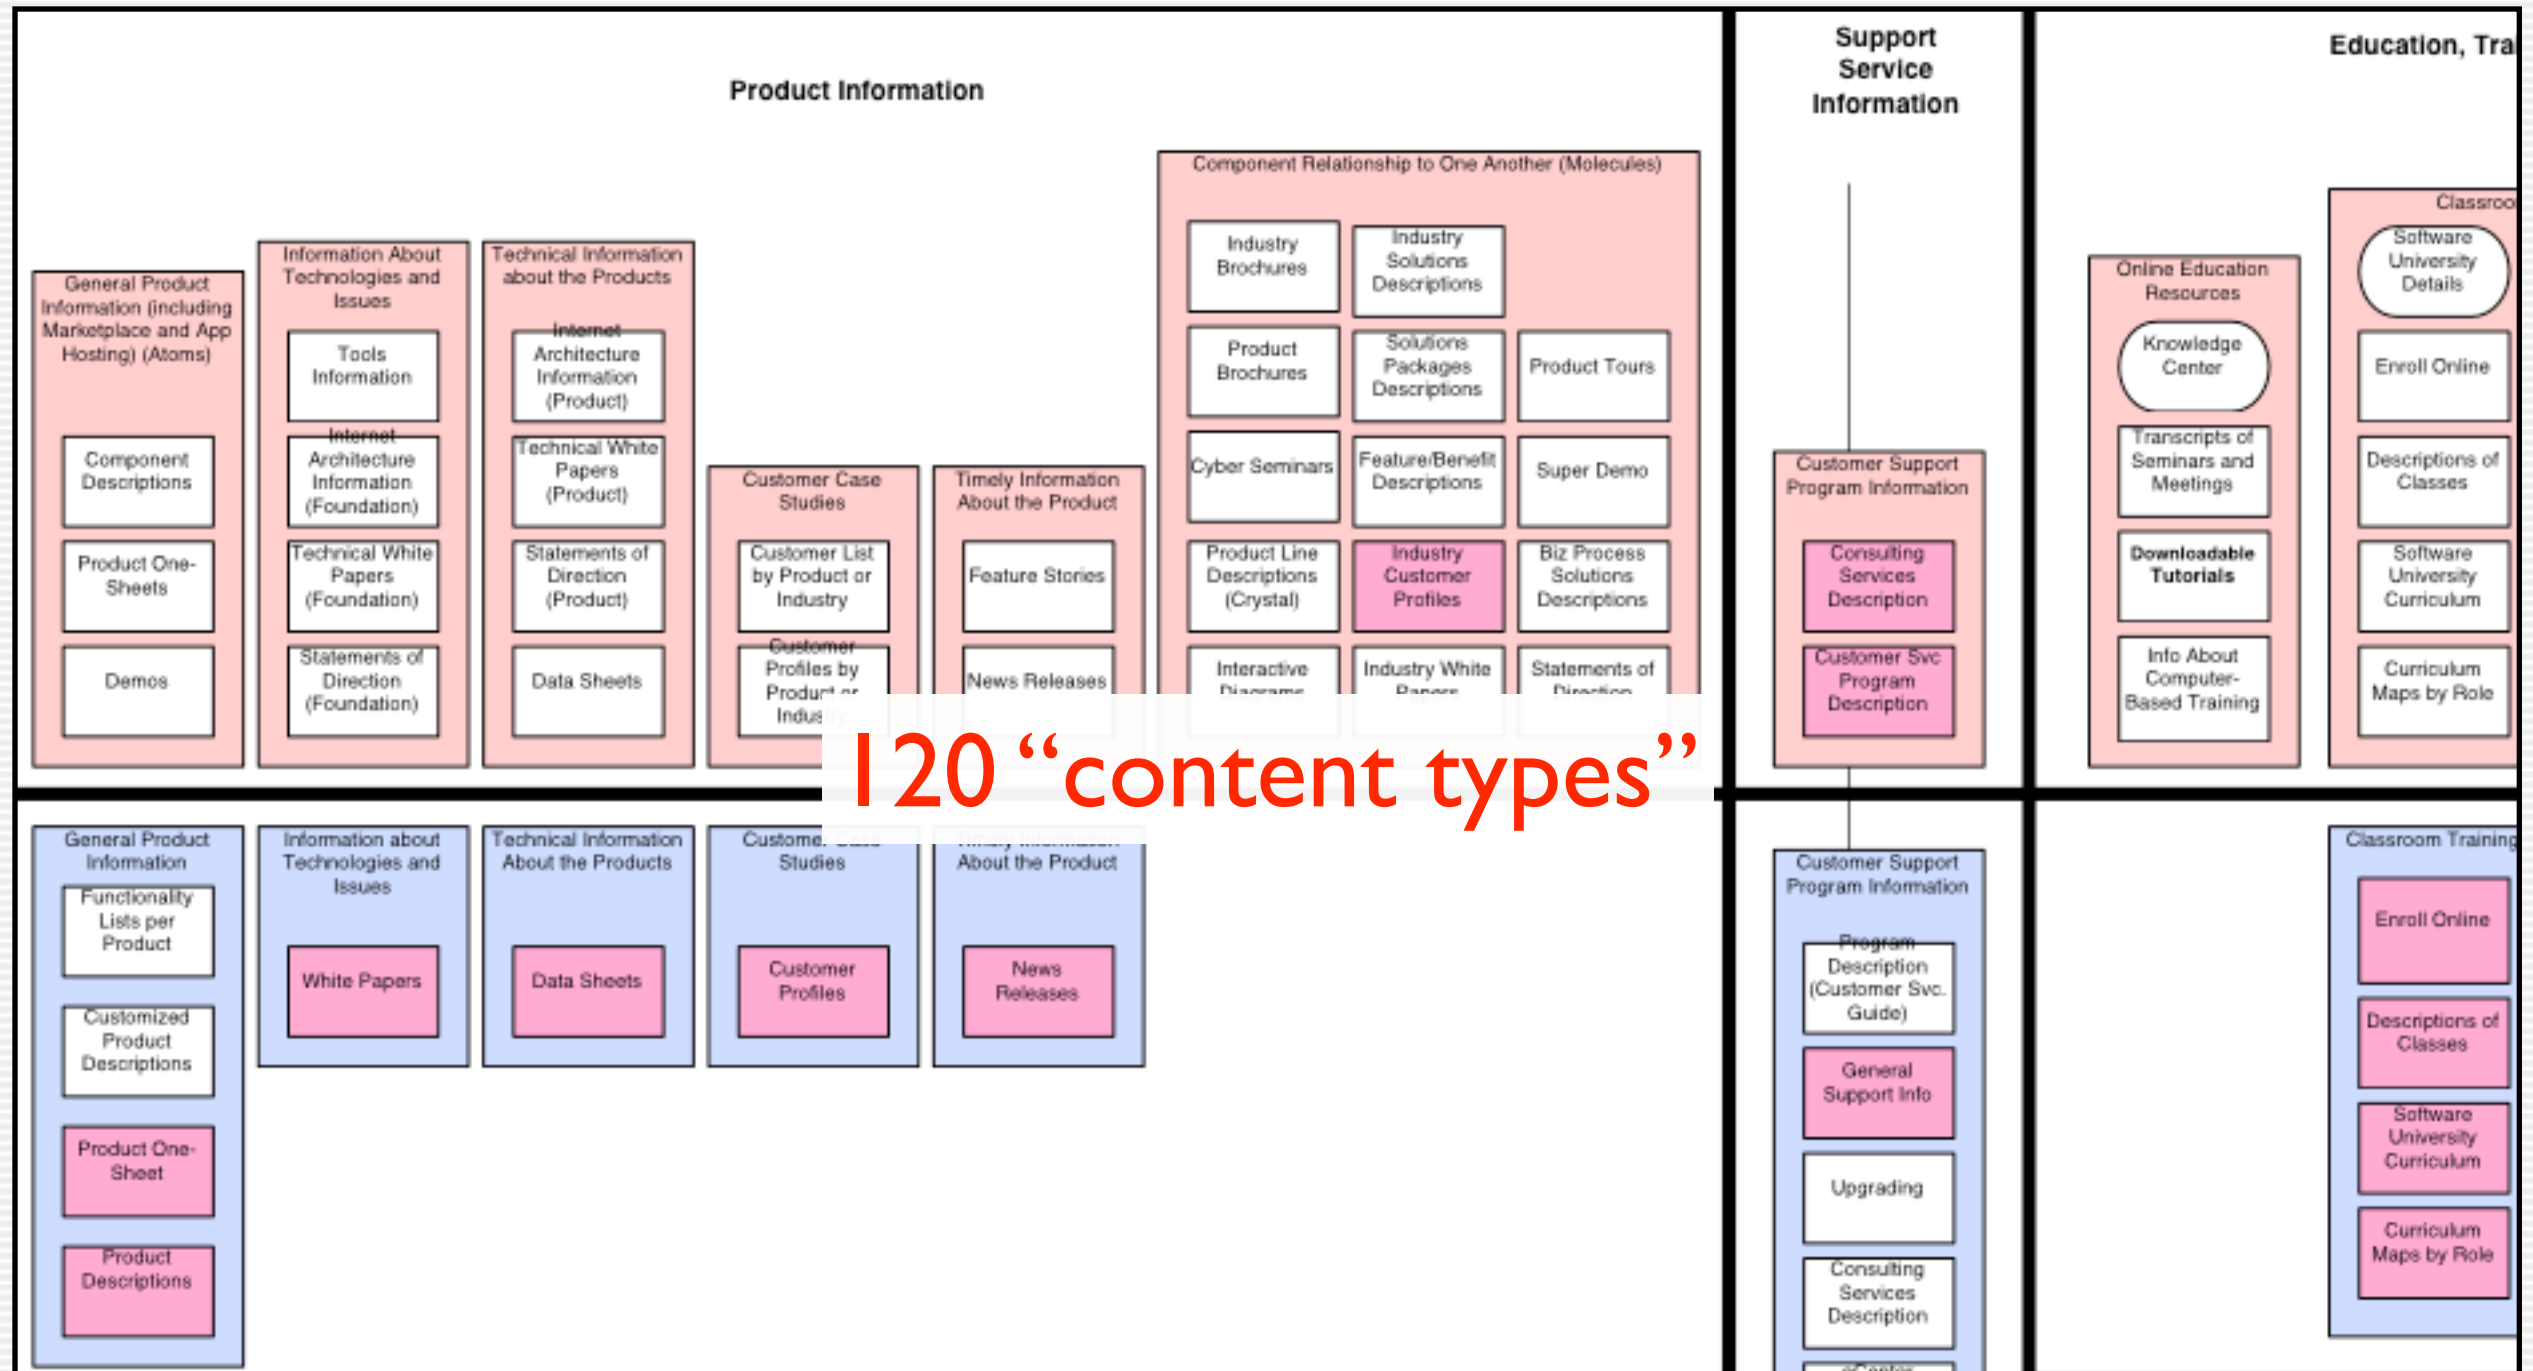 Product Information
Support
Service
Information
Education, Tra
General Product
Information (including
Marketplace and App
Hosting) (Atoms)
Component
Descriptions
Product One-
Sheets
Demos
Information About
Technologies and
Issues
Tools
Information
Internet
Architecture
Information
(Foundation)
Technical White
Papers
(Foundation)
Statements of
Direction
(Foundation)
Technical Information
about the Products
Internet
Architecture
Information
(Product)
Technical White
Papers
(Product)
Statements of
Direction
(Product)
Data Sheets
Customer Case
Studies
Customer List
by Product or
Industry
Customer
Profiles by
Product or
Industry
Timely Information
About the Product
Feature Stories
News Releases
Component Relationship to One Another (Molecules)
Industry
Brochures
Industry
Solutions
Descriptions
Product
Brochures
Solutions
Packages
Descriptions
Product Tours
Cyber Seminars
Feature/Benefit
Descriptions
Super Demo
Product Line
Descriptions
(Crystal)
Industry
Customer
Profiles
Biz Process
Solutions
Descriptions
Interactive
Diagrams
Industry White
Papers
Statements of
Direction
Customer Support
Program Information
Consulting
Services
Description
Customer Svc
Program
Description
Online Education
Resources
Knowledge
Center
Transcripts of
Seminars and
Meetings
Downloadable
Tutorials
Info About
Computer-
Based Training
Classroo
Software
University
Details
Enroll Online
Descriptions of
Classes
Software
University
Curriculum
Curriculum
Maps by Role
120 “content types”
General Product
Information
Functionality
Lists per
Product
Customized
Product
Descriptions
Product One-
Sheet
Product
Descriptions
Information about
Technologies and
Issues
White Papers
Technical Information
About the Products
Data Sheets
Customer Case
Studies
Customer
Profiles
Timely Information
About the Product
News
Releases
Customer Support
Program Information
Program
Description
(Customer Svc.
Guide)
General
Support Info
Upgrading
Consulting
Services
Description
Classroom Training
Enroll Online
Descriptions of
Classes
Software
University
Curriculum
Curriculum
Maps by Role